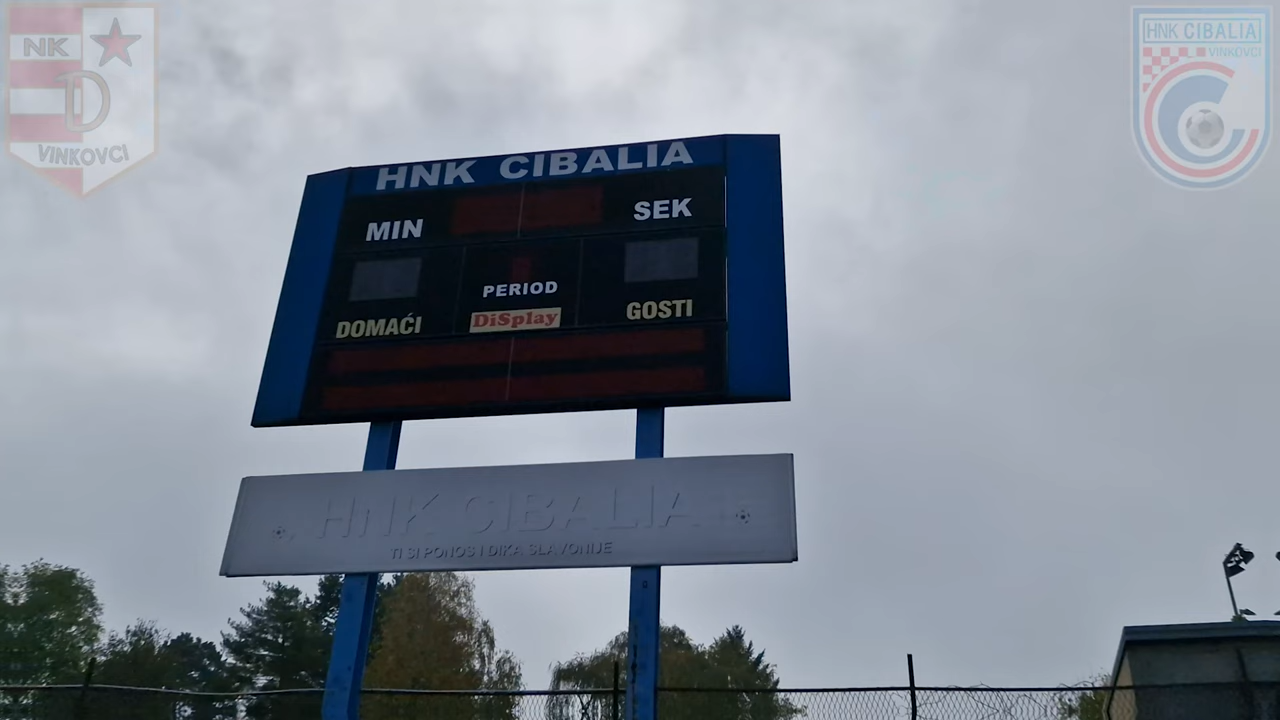 NK
D
VINKOVCI
HNK CIBALIA
VINKOVCI
HNK CIBALIA
MIN
SEK
PERIOD
DOMAĆI
DiSplay
GOSTI
HNK CIBALIA
TI SI PONOS I DIKA SLAVONIJE